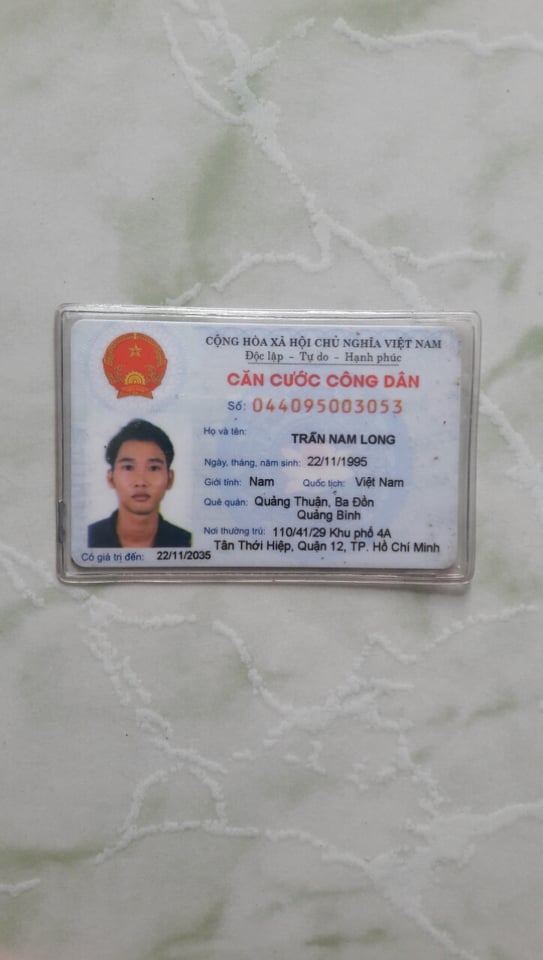 CỘNG HÒA XÃ HỘI CHỦ NGHĨA VIỆT NAM
Độc lập - Tự do - Hạnh phúc
CĂN CƯỚC CÔNG DÂN
Số: 044095003053
Họ và tên:
TRẦN NAM LONG
Ngày, tháng, năm sinh: 22/11/1995
Giới tính: Nam Quốc tịch: Việt Nam
Quê quán: Quảng Thuận, Ba Đồn
Quảng Bình
Nơi thường trú: 110/41/29 Khu phố 4A
Tân Thới Hiệp, Quận 12, TP. Hồ Chí Minh
Có giá trị đến: 22/11/2035